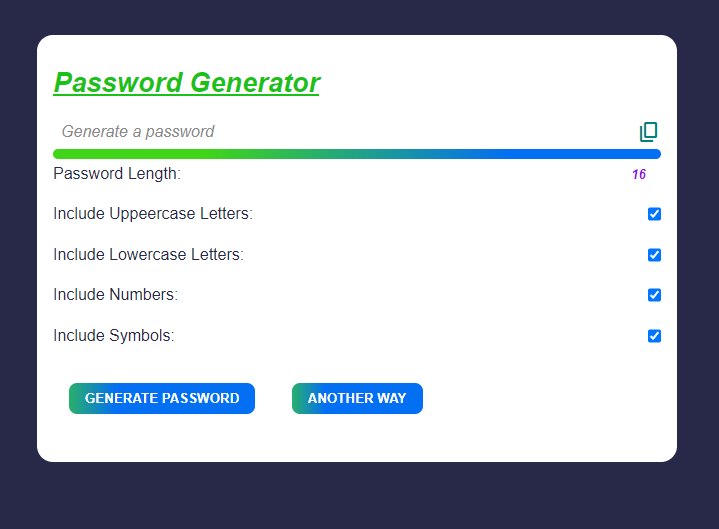 Password Generator
Generate a password
Password Length: 16
Include Uppeercase Letters:
Include Lowercase Letters:
Include Numbers:
Include Symbols:
GENERATE PASSWORD ANOTHER WAY